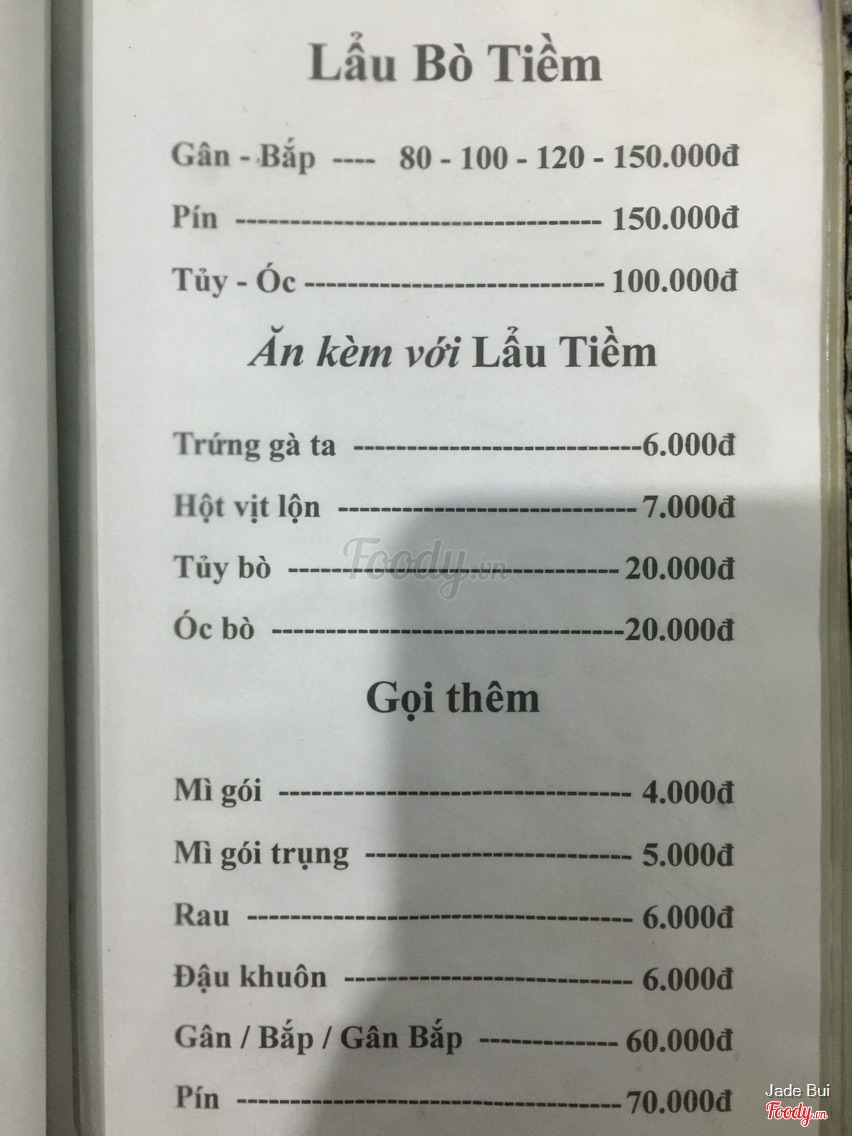 Lẩu Bò Tiềm
Gân - Bắp ---- 80 - 100 - 120 - 150.000đ
Pín ---------------------------------- 150.000đ
Tủy - Óc ---------------------------- 100.000đ
Ăn kèm với Lẩu Tiềm
Trứng gà ta ---------------------------6.000đ
Hột vịt lộn ---------------------------- 7.000đ
Tủy bò ------------------------------- 20.000đ
Foody.vn
Óc bò ---------------------------------20.000đ
Gọi thêm
Mì gói --------------------------------- 4.000đ
Mì gói trụng ------------------------- 5.000đ
Rau ------------------------------------ 6.000đ
Đậu khuôn --------------------------- 6.000đ
Gân / Bắp / Gân Bắp ------------- 60.000đ
Pín ------------------------------------70.000đ
Jade Bui
Foody.vn